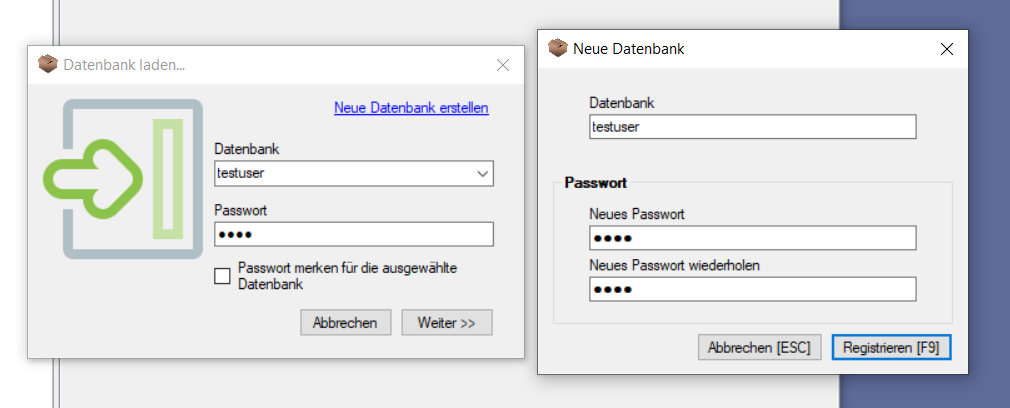 Datenbank laden...
Neue Datenbank erstellen
Datenbank
testuser
Passwort
●●●●
Passwort merken für die ausgewählte
Datenbank
Abbrechen
Weiter >>
Neue Datenbank
Datenbank
testuser
Passwort
Neues Passwort
●●●●
Neues Passwort wiederholen
●●●●
Abbrechen [ESC]
Registrieren [F9]